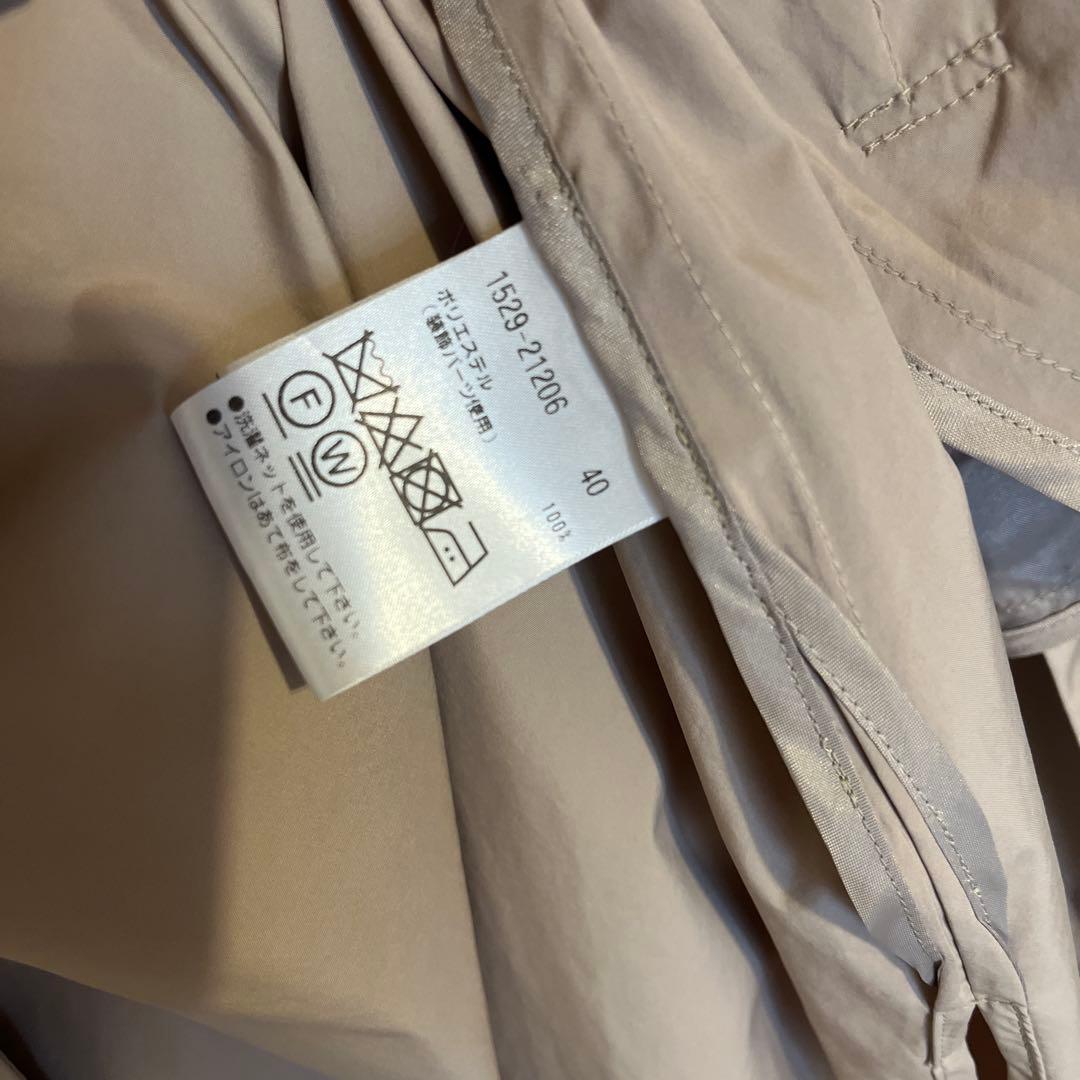 1529-21206 40
ポリエステル 100%
(装飾パーツ使用)
F
W
●洗濯ネットを使用して下さい。
●アイロンはあて布をして下さい。